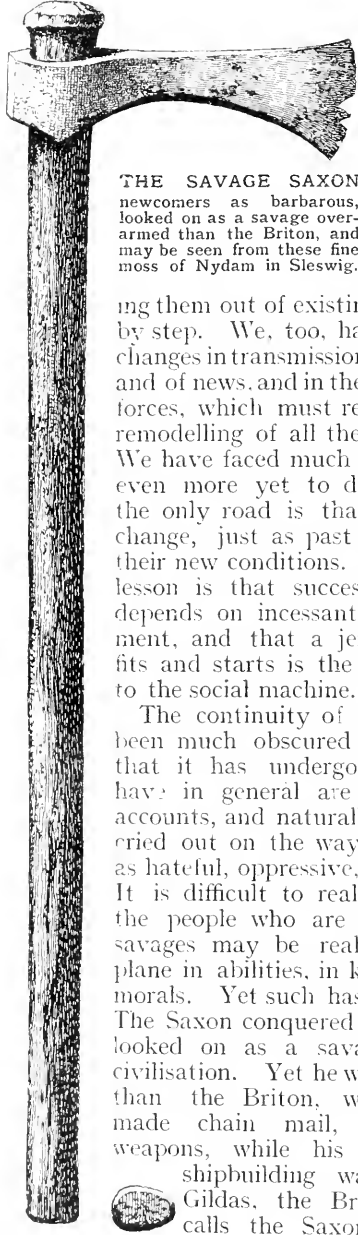 THE SAVAGE SAXON
newcomers as barbarous,
looked on as a savage over-
armed than the Briton, and
may be seen from these fine
moss of Nydam in Sleswig.
ing them out of existin
by step. We, too, ha
changes in transmission
and of news, and in the
forces, which must re
remodelling of all the
We have faced much
even more yet to d
the only road is tha
change, just as past
their new conditions.
lesson is that succes
depends on incessant
ment, and that a je
fits and starts is the
to the social machine.
The continuity of
been much obscured
that it has undergo
have in general are
accounts, and natural
cried out on the way
as hateful, oppressive,
It is difficult to real
the people who are
savages may be real
plane in abilities, in k
morals. Yet such has
The Saxon conquered
looked on as a sava
civilisation. Yet he w
than the Briton, w
made chain mail,
weapons, while his
shipbuilding wa
Gildas, the Br
calls the Saxon